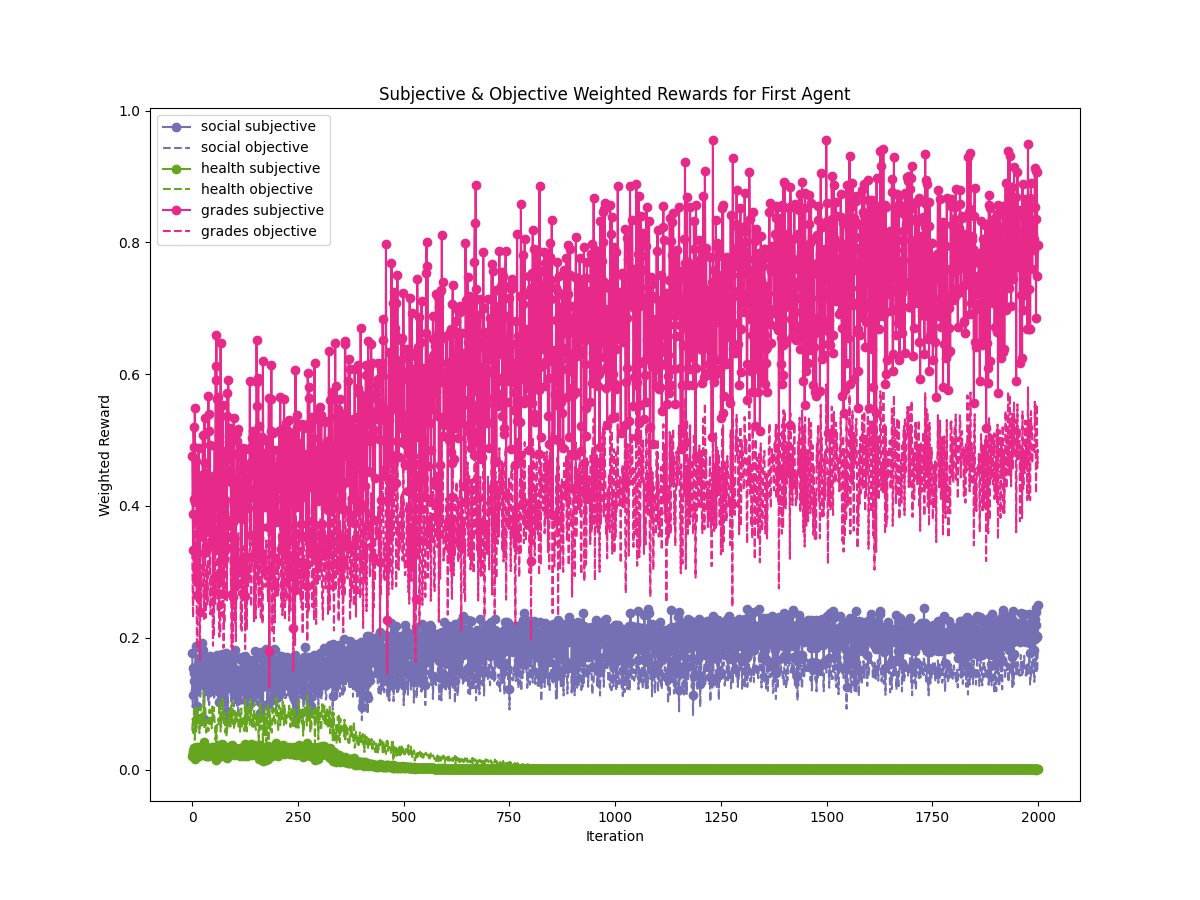 Subjective & Objective Weighted Rewards for First Agent
1.0
0.8
0.6
0.4
0.2
0.0
Weighted Reward
social subjective
social objective
health subjective
health objective
grades subjective
grades objective
0 250 500 750 1000 1250 1500 1750 2000
Iteration